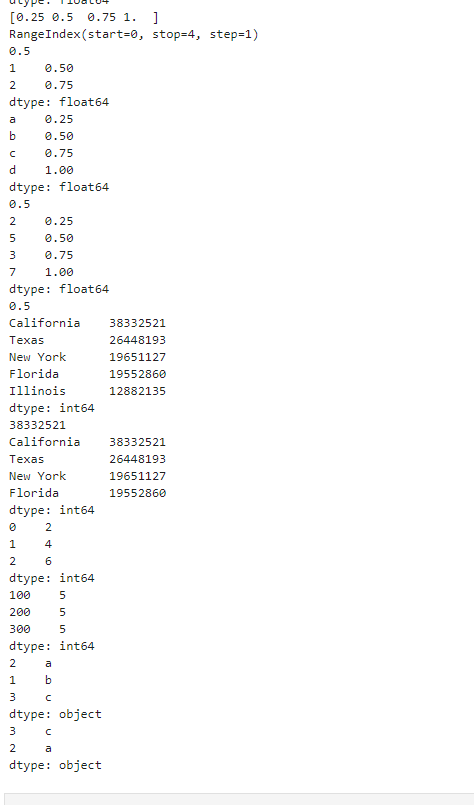 dtype: float64
[0.25 0.5  0.75 1.  ]
RangeIndex(start=0, stop=4, step=1)
0.5
1    0.50
2    0.75
dtype: float64
a    0.25
b    0.50
c    0.75
d    1.00
dtype: float64
0.5
2    0.25
5    0.50
3    0.75
7    1.00
dtype: float64
0.5
California    38332521
Texas         26448193
New York      19651127
Florida       19552860
Illinois      12882135
dtype: int64
38332521
California    38332521
Texas         26448193
New York      19651127
Florida       19552860
dtype: int64
0    2
1    4
2    6
dtype: int64
100    5
200    5
300    5
dtype: int64
2    a
1    b
3    c
dtype: object
3    c
2    a
dtype: object